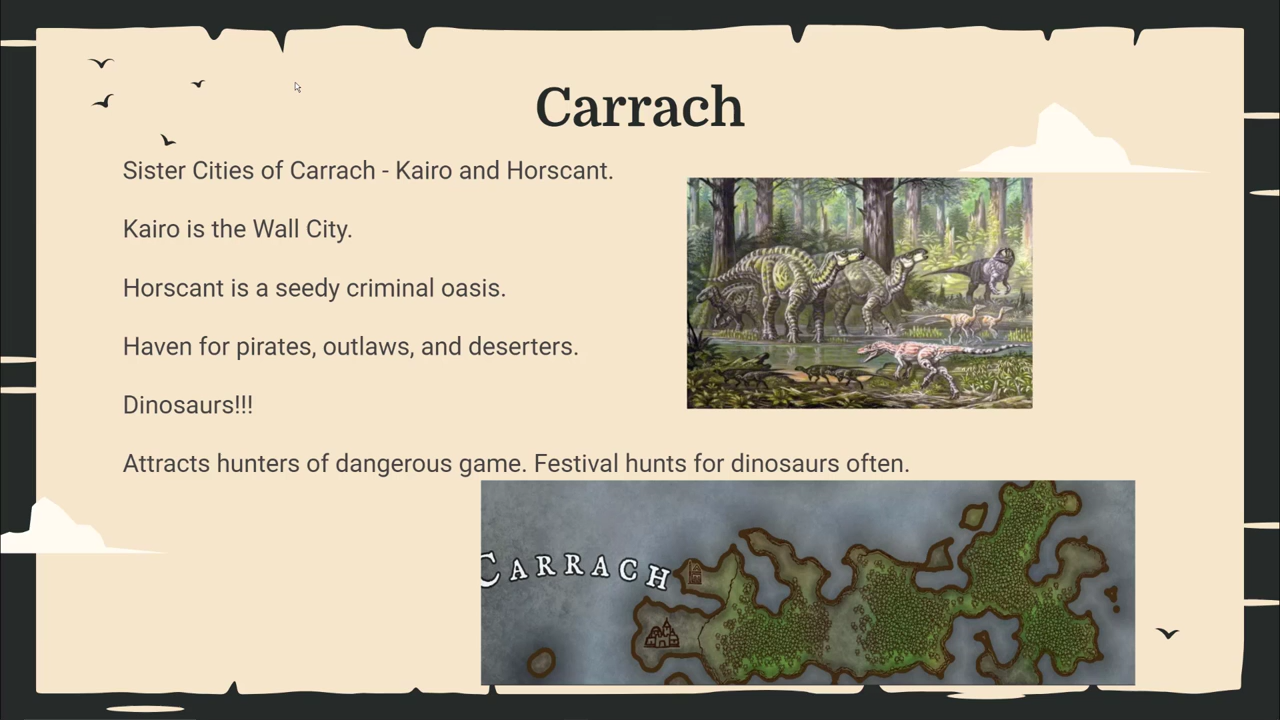 Carrach
Sister Cities of Carrach - Kairo and Horscant.
Kairo is the Wall City.
Horscant is a seedy criminal oasis.
Haven for pirates, outlaws, and deserters.
Dinosaurs!!!
Attracts hunters of dangerous game. Festival hunts for dinosaurs often.
CARRACH